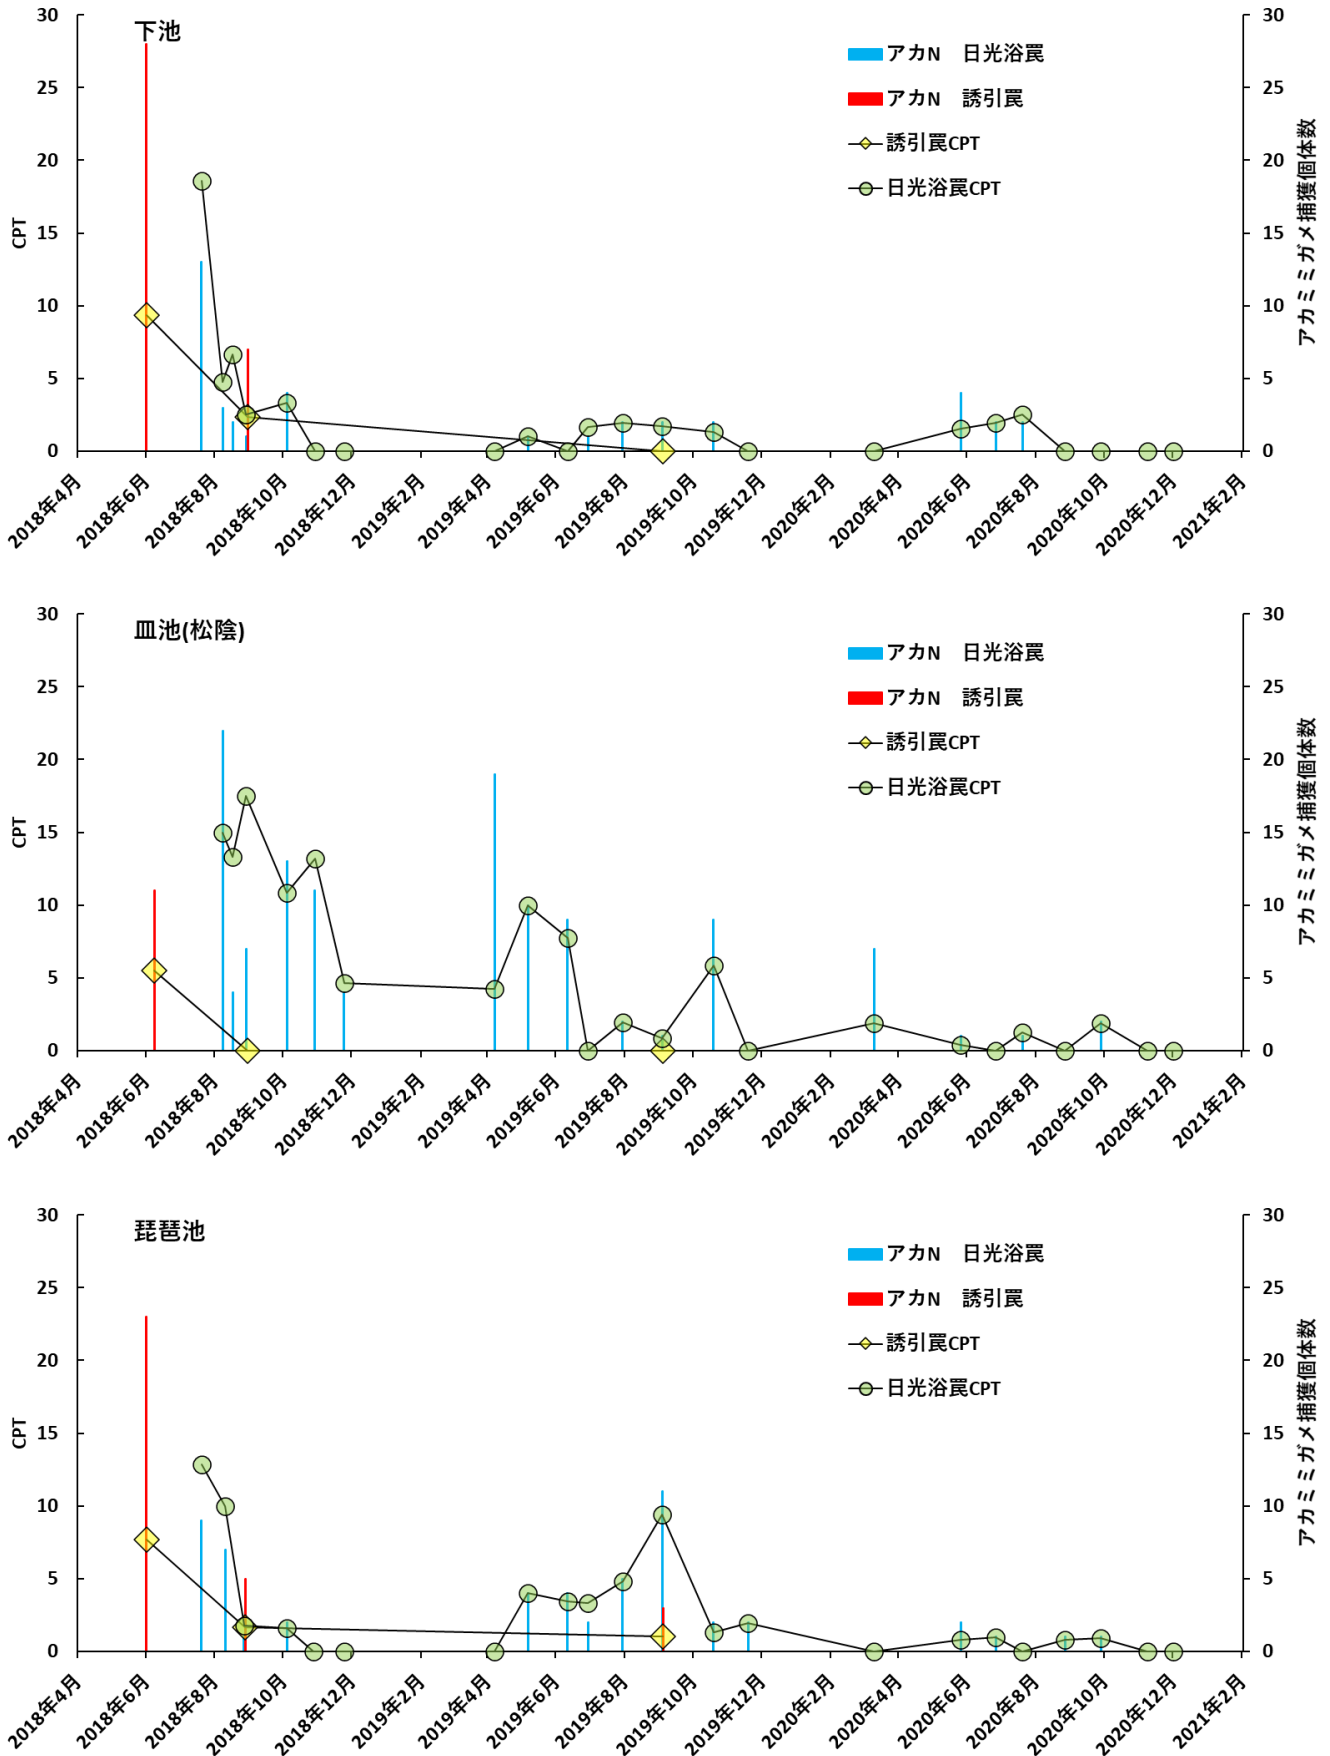 下池
アカN　日光浴罠
アカN　誘引罠
誘引罠CPT
日光浴罠CPT
30
25
20
15
10
5
0
CPT
30
25
20
15
10
5
0
アカミミガメ捕獲個体数
2018年4月
2018年6月
2018年8月
2018年10月
2018年12月
2019年2月
2019年4月
2019年6月
2019年8月
2019年10月
2019年12月
2020年2月
2020年4月
2020年6月
2020年8月
2020年10月
2020年12月
2021年2月
皿池(松陰)
アカN　日光浴罠
アカN　誘引罠
誘引罠CPT
日光浴罠CPT
30
25
20
15
10
5
0
CPT
30
25
20
15
10
5
0
アカミミガメ捕獲個体数
2018年4月
2018年6月
2018年8月
2018年10月
2018年12月
2019年2月
2019年4月
2019年6月
2019年8月
2019年10月
2019年12月
2020年2月
2020年4月
2020年6月
2020年8月
2020年10月
2020年12月
2021年2月
琵琶池
アカN　日光浴罠
アカN　誘引罠
誘引罠CPT
日光浴罠CPT
30
25
20
15
10
5
0
CPT
30
25
20
15
10
5
0
アカミミガメ捕獲個体数
2018年4月
2018年6月
2018年8月
2018年10月
2018年12月
2019年2月
2019年4月
2019年6月
2019年8月
2019年10月
2019年12月
2020年2月
2020年4月
2020年6月
2020年8月
2020年10月
2020年12月
2021年2月